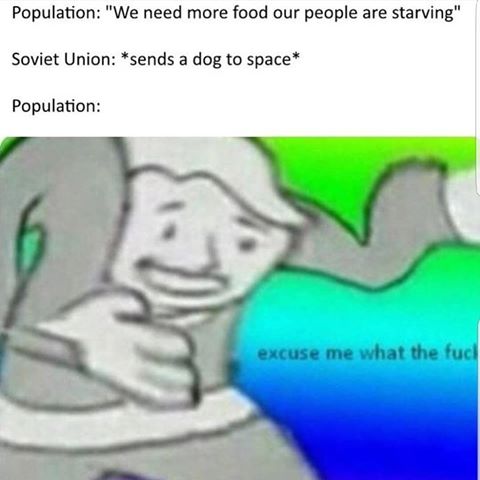 Population: "We need more food our people are starving"
Soviet Union: *sends a dog to space*
Population:
excuse me what the fuc